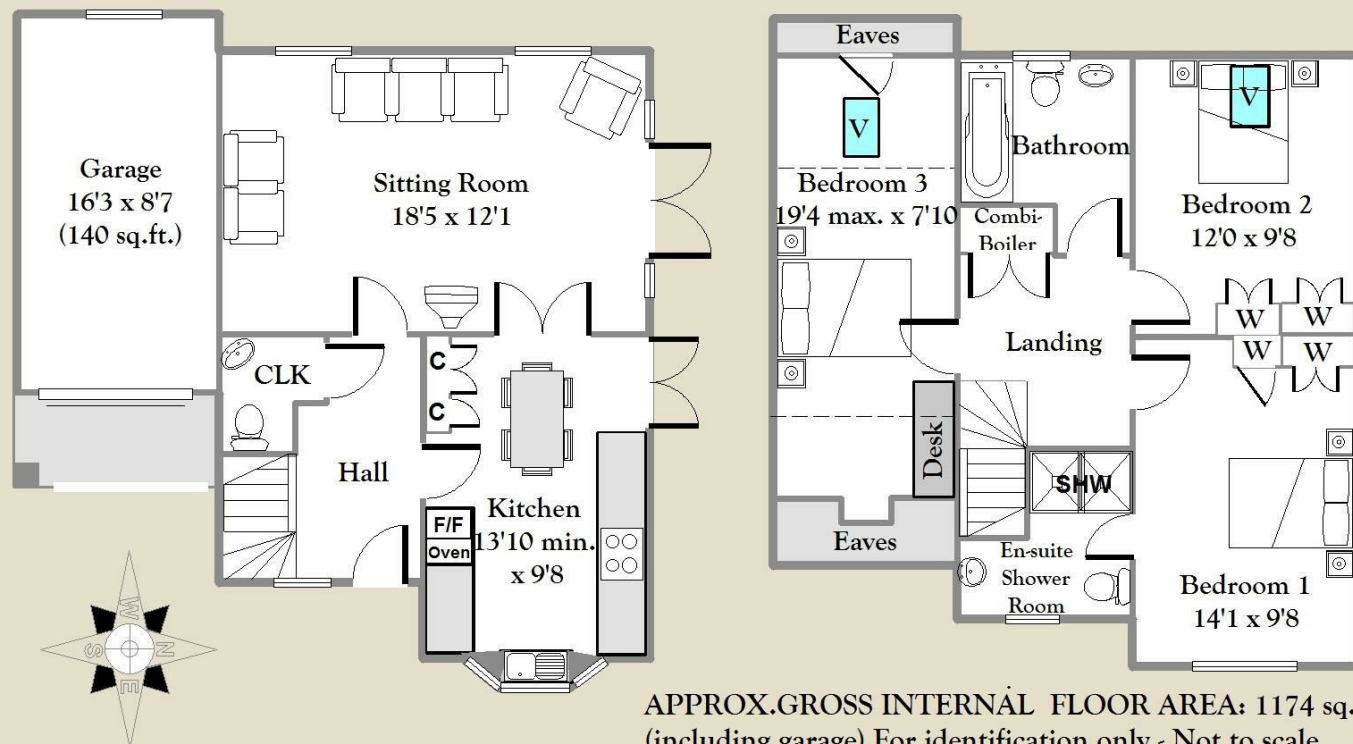 Garage
16'3 x 8'7
(140 sq.ft.)
Sitting Room
18'5 x 12'1
CLK
C
C
Hall
F/F
Oven
Kitchen
13'10 min.
x 9'8
W
N
S
E
Eaves
V
Bedroom 3
19'4 max. x 7'10
Desk
Eaves
Bathroom
Combi-
Boiler
Landing
SHW
En-suite
Shower
Room
V
Bedroom 2
12'0 x 9'8
W
W
W
W
Bedroom 1
14'1 x 9'8
APPROX.GROSS INTERNAL FLOOR AREA: 1174 sq.
(including garage) For identification only - Not to scale